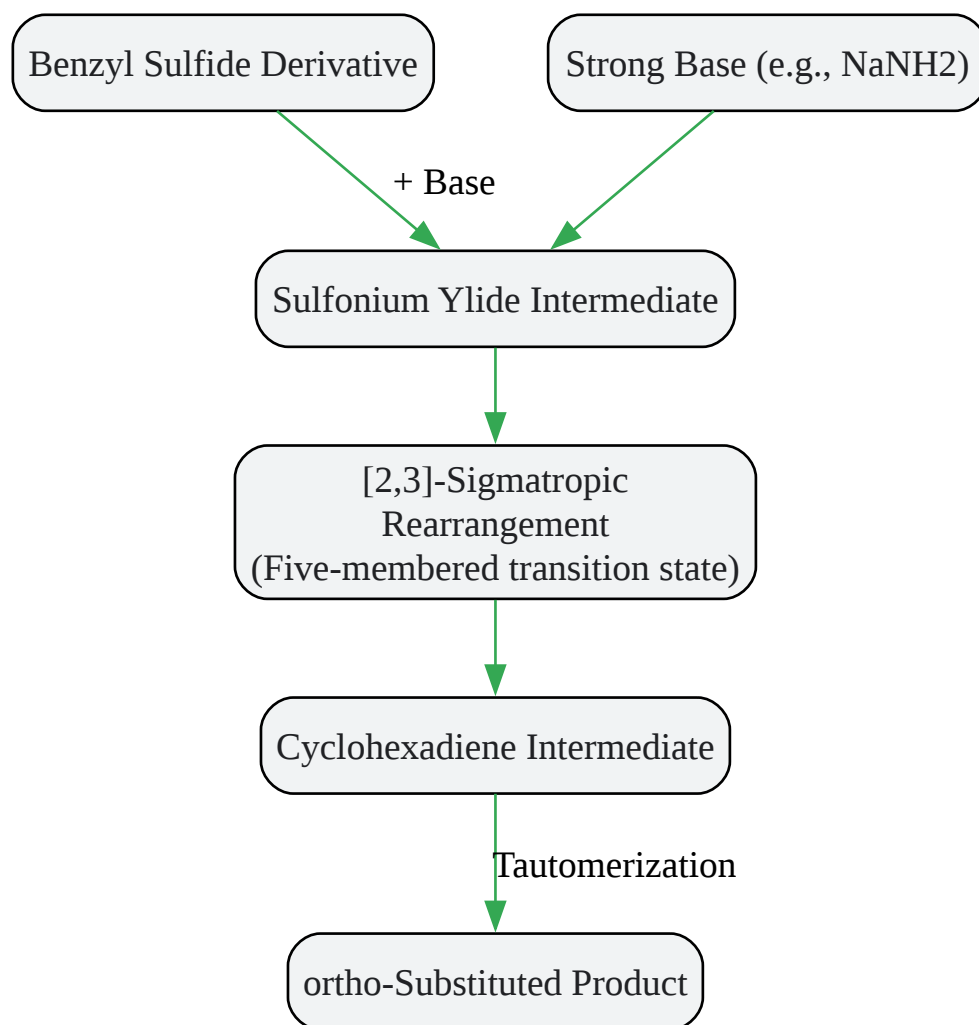 Benzyl Sulfide Derivative
Strong Base (e.g., NaNH2)
+ Base
Sulfonium Ylide Intermediate
[2,3]-Sigmatropic
Rearrangement
(Five-membered transition state)
Cyclohexadiene Intermediate
Tautomerization
ortho-Substituted Product